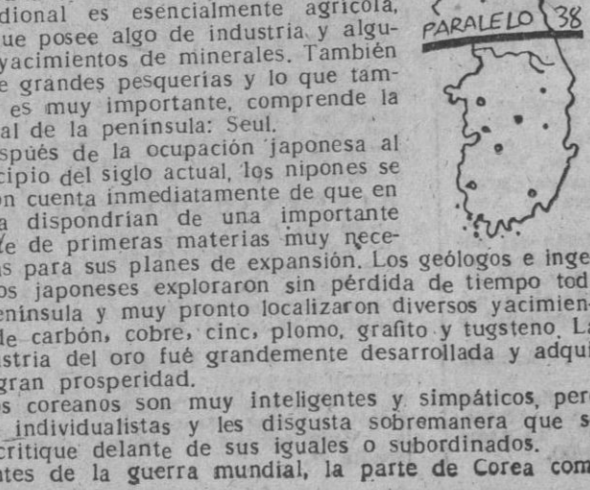 dional es esencialmente agrícola,
ue posee algo de industria y algu-
yacimientos de minerales. También
e grandes pesquerías y lo que tam-
es muy importante, comprende la
al de la península: Seul.
spués de la ocupación japonesa al
cipio del siglo actual, los nipones se
on cuenta inmediatamente de que en
a dispondrían de una importante
te de primeras materias muy nece-
s para sus planes de expansión. Los geólogos e inge
os japoneses exploraron sin pérdida de tiempo tod
enínsula y muy pronto localizaron diversos yacimien-
de carbón, cobre, cinc, plomo, grafito y tugsteno. La
ustria del oro fué grandemente desarrollada y adqui
gran prosperidad.
os coreanos son muy inteligentes y simpáticos, per
individualistas y les disgusta sobremanera que s
critique delante de sus iguales o subordinados.
ntes de la guerra mundial, la parte de Corea com
PARALELO 38